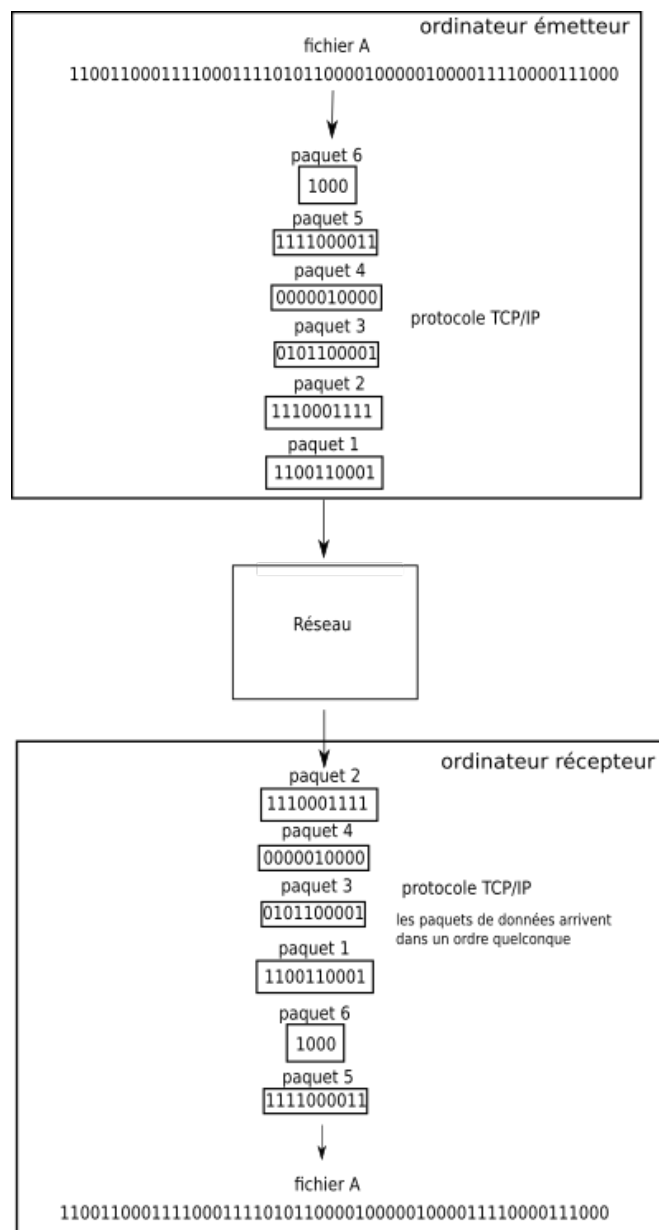 ordinateur émetteur
fichier A
110011000111100011110101100001000001000011110000111000
paquet 6
1000
paquet 5
1111000011
paquet 4
0000010000
protocole TCP/IP
paquet 3
0101100001
paquet 2
1110001111
paquet 1
1100110001
Réseau
ordinateur récepteur
paquet 2
1110001111
paquet 4
0000010000
paquet 3
0101100001
protocole TCP/IP
les paquets de données arrivent
dans un ordre quelconque
paquet 1
1100110001
paquet 6
1000
paquet 5
1111000011
fichier A
110011000111100011110101100001000001000011110000111000